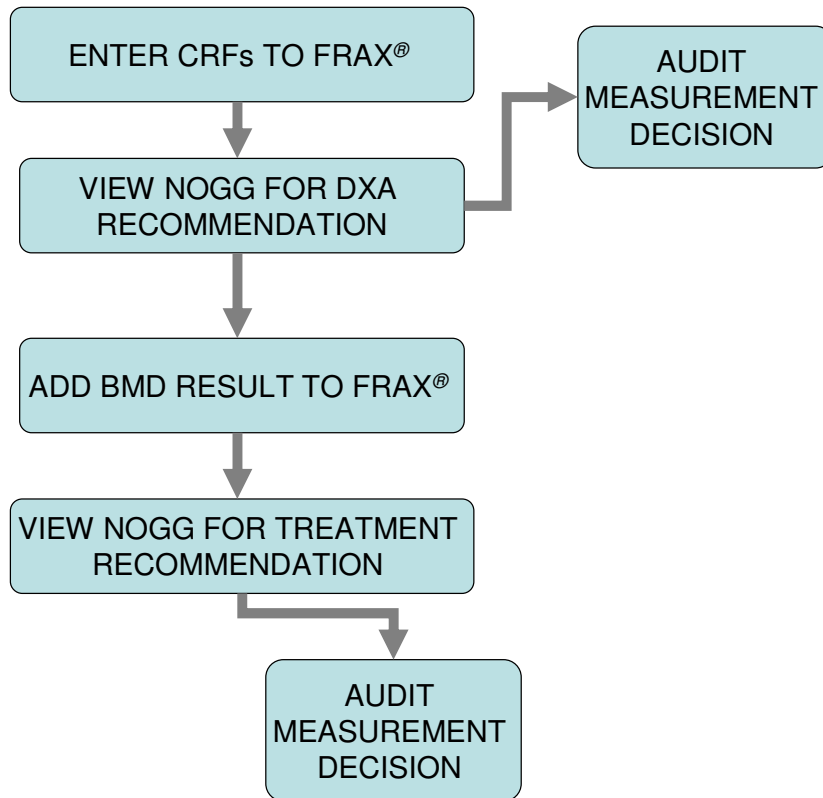 ENTER CRFs TO FRAX®
AUDIT
MEASUREMENT
DECISION
VIEW NOGG FOR DXA
RECOMMENDATION
ADD BMD RESULT TO FRAX®
VIEW NOGG FOR TREATMENT
RECOMMENDATION
AUDIT
MEASUREMENT
DECISION